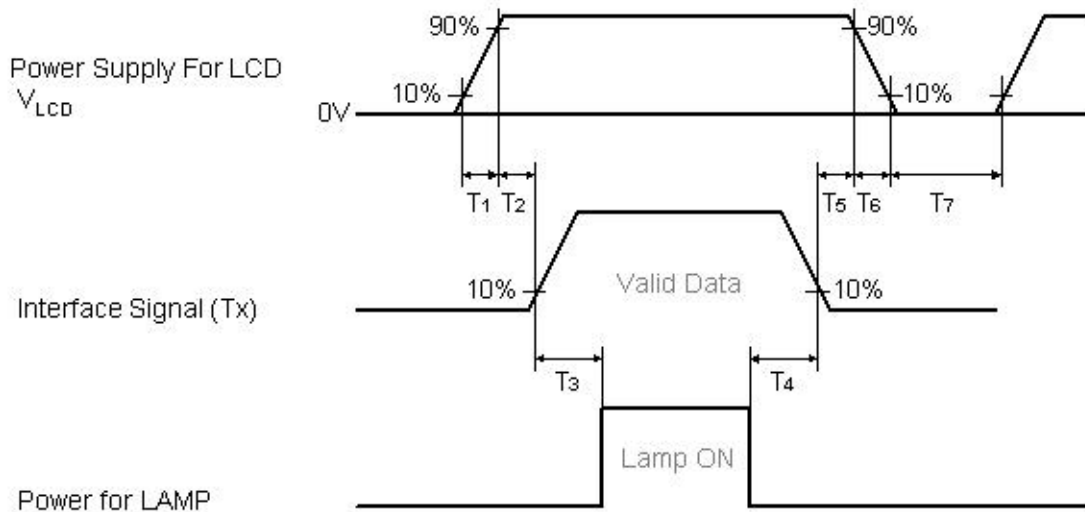 90%
90%
Power Supply For LCD
VLCD
10%
10%
0V
T1
T2
T5
T6
T7
10%
Valid Data
10%
Interface Signal (Tx)
T3
T4
Lamp ON
Power for LAMP